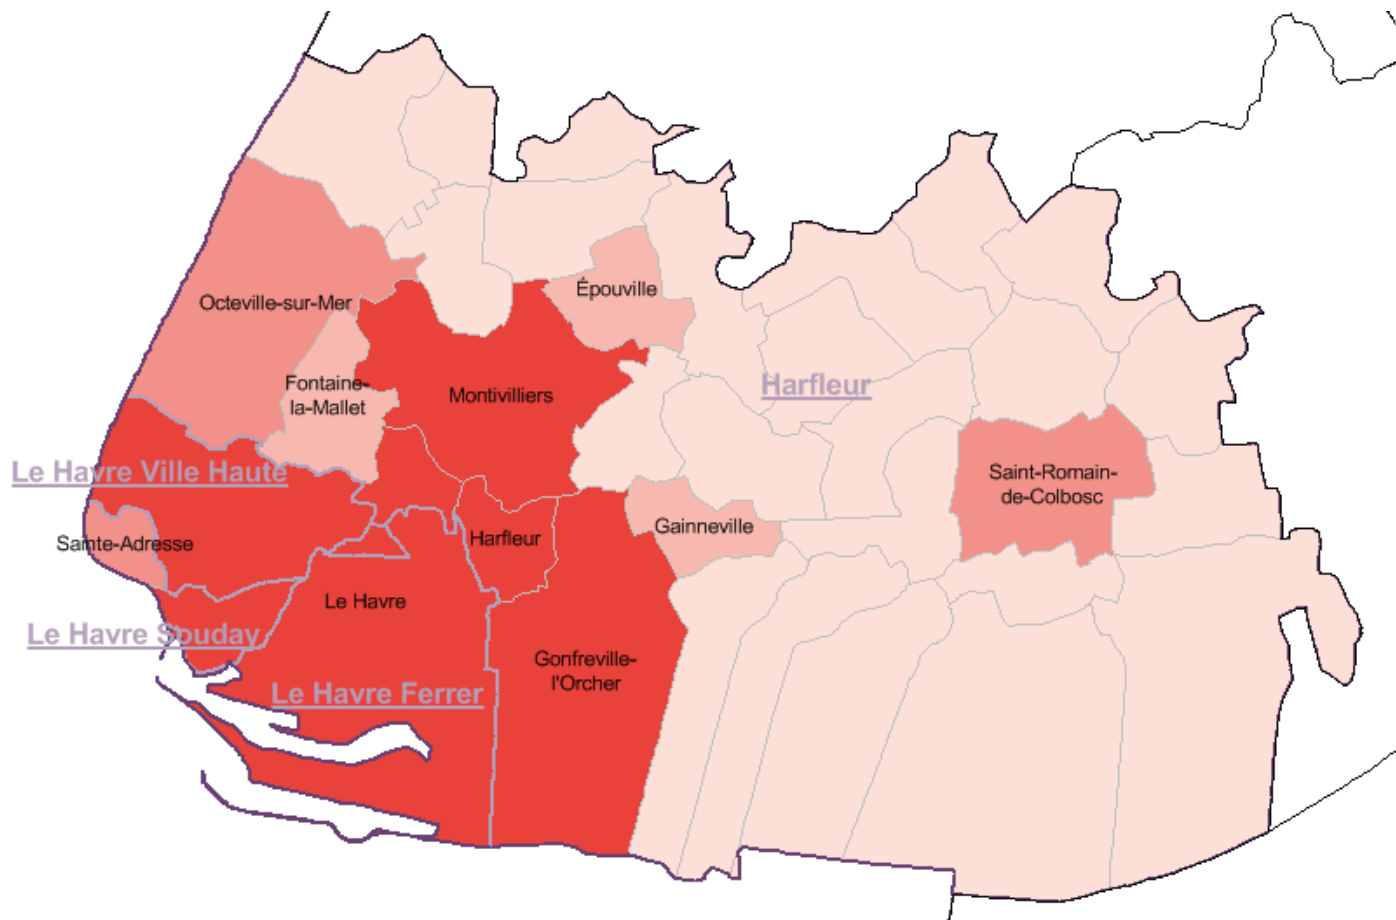 Octeville-sur-Mer
Épouville
Fontaine-
la-Mallet
Montivilliers
Harfleur
Le Havre Ville Haute
Saint-Romain-
de-Colbosc
Gainneville
Sainte-Adresse
Harfleur
Le Havre
Le Havre Souday
Gonfreville-
l'Orcher
Le Havre Ferrer